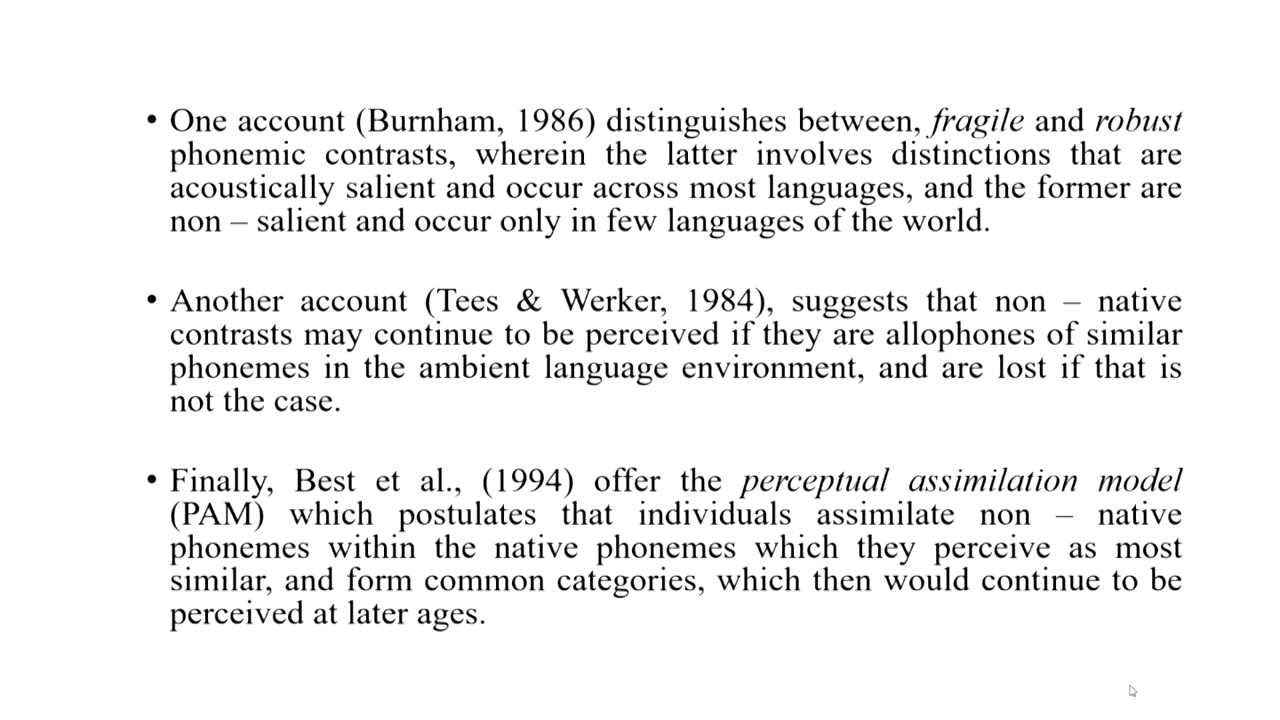 • One account (Burnham, 1986) distinguishes between, fragile and robust
phonemic contrasts, wherein the latter involves distinctions that are
acoustically salient and occur across most languages, and the former are
non – salient and occur only in few languages of the world.
• Another account (Tees & Werker, 1984), suggests that non – native
contrasts may continue to be perceived if they are allophones of similar
phonemes in the ambient language environment, and are lost if that is
not the case.
• Finally, Best et al., (1994) offer the perceptual assimilation model
(PAM) which postulates that individuals assimilate non – native
phonemes within the native phonemes which they perceive as most
similar, and form common categories, which then would continue to be
perceived at later ages.